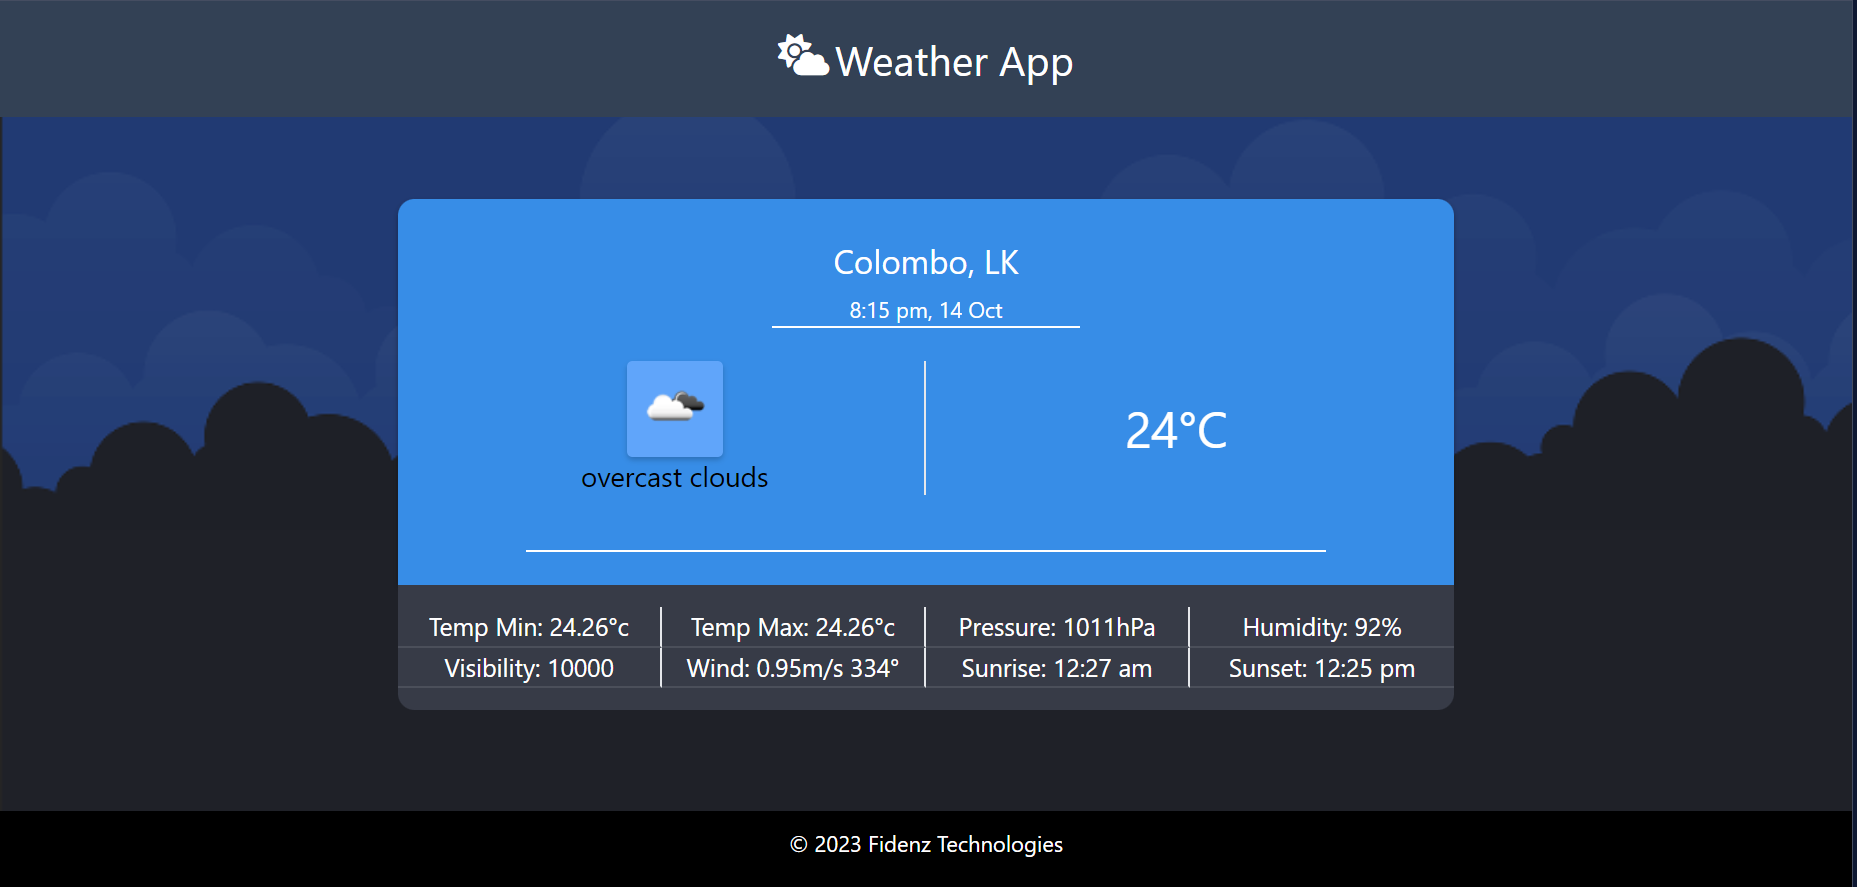 Weather App
Colombo, LK
8:15 pm, 14 Oct
overcast clouds
24°C
Temp Min: 24.26°c
Temp Max: 24.26°c
Pressure: 1011hPa
Humidity: 92%
Visibility: 10000
Wind: 0.95m/s 334°
Sunrise: 12:27 am
Sunset: 12:25 pm
© 2023 Fidenz Technologies